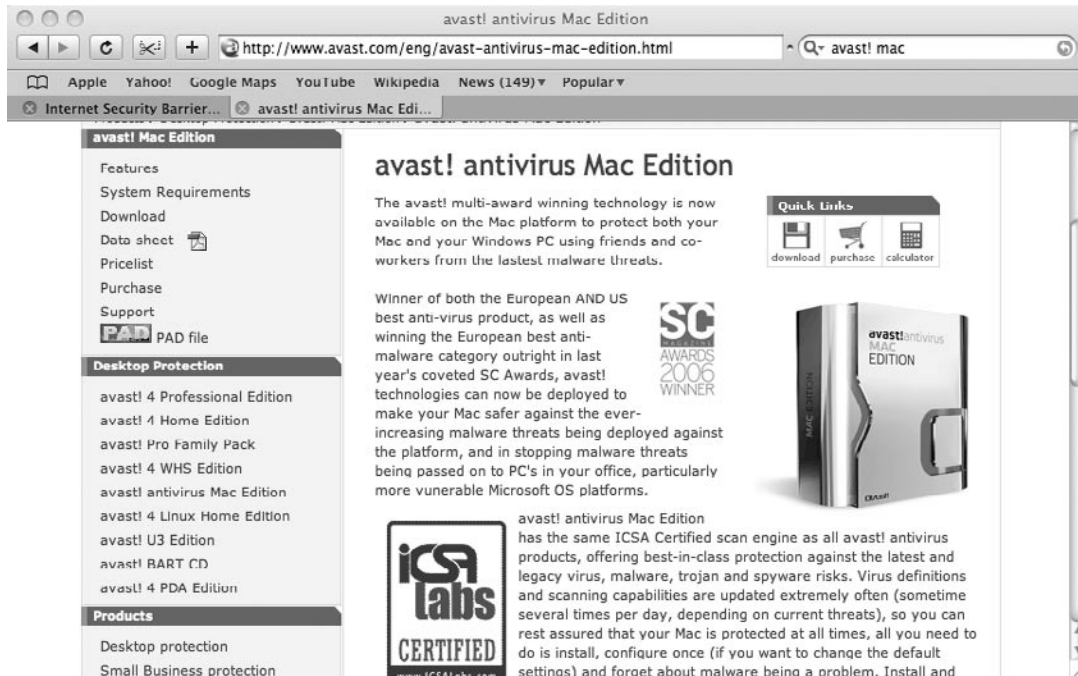 avast! antivirus Mac Edition
http://www.avast.com/eng/avast-antivirus-mac-edition.html
avast! mac
Apple Yahoo! Google Maps YouTube Wikipedia News (149) Popular
Internet Security Barrier... avast! antivirus Mac Edi...
avast! Mac Edition
Features
System Requirements
Download
Data sheet
Pricelist
Purchase
Support
PAD PAD file
Desktop Protection
avast! 4 Professional Edition
avast! 4 Home Edition
avast! Pro Family Pack
avast! 4 WHS Edition
avast! antivirus Mac Edition
avast! 4 Linux Home Edition
avast! U3 Edition
avast! BART CD
avast! 4 PDA Edition
Products
Desktop protection
Small Business protection
avast! antivirus Mac Edition
The avast! multi-award winning technology is now
available on the Mac platform to protect both your
Mac and your Windows PC using friends and co-
workers from the lastest malware threats.
Quick Links
download purchase calculator
Winner of both the European AND US
best anti-virus product, as well as
winning the European best anti-
malware category outright in last
year's coveted SC Awards, avast!
technologies can now be deployed to
make your Mac safer against the ever-
increasing malware threats being deployed against
the platform, and in stopping malware threats
being passed on to PC's in your office, particularly
more vunerable Microsoft OS platforms.
SC
MAGAZINE
AWARDS
2006
WINNER
avast! antivirus
MAC
EDITION
MAC EDITION
avast!
icsa
labs
CERTIFIED
www.ICSALabs.com
avast! antivirus Mac Edition
has the same ICSA Certified scan engine as all avast! antivirus
products, offering best-in-class protection against the latest and
legacy virus, malware, trojan and spyware risks. Virus definitions
and scanning capabilities are updated extremely often (sometime
several times per day, depending on current threats), so you can
rest assured that your Mac is protected at all times, all you need to
do is install, configure once (if you want to change the default
settings) and forget about malware being a problem. Install and